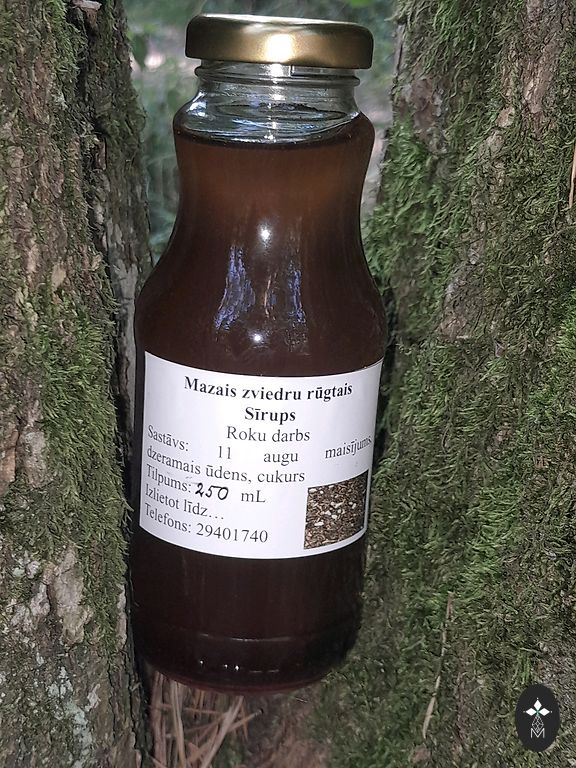 Mazais zviedru rūgtais
Sīrups
Roku darbs
Sastāvs: 11 augu maisījums,
dzeramais ūdens, cukurs
Tilpums: 250 mL
Izlietot līdz...
Telefons: 29401740
M